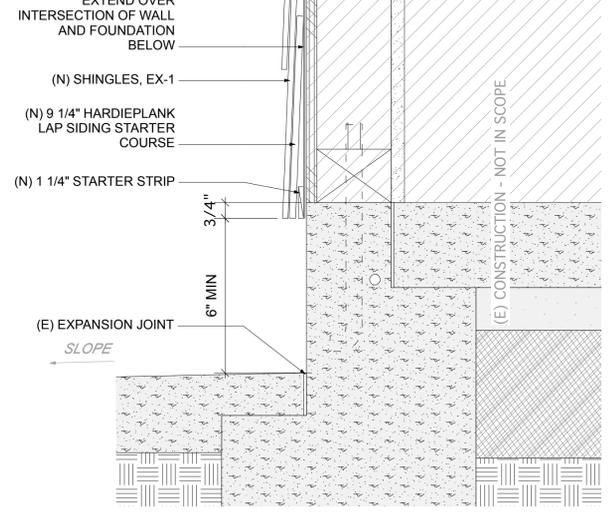 EXTEND OVER
INTERSECTION OF WALL
AND FOUNDATION
BELOW
(N) SHINGLES, EX-1
(N) 9 1/4" HARDIEPLANK
LAP SIDING STARTER
COURSE
(N) 1 1/4" STARTER STRIP
3/4"
6" MIN
(E) EXPANSION JOINT
SLOPE
(E) CONSTRUCTION - NOT IN SCOPE